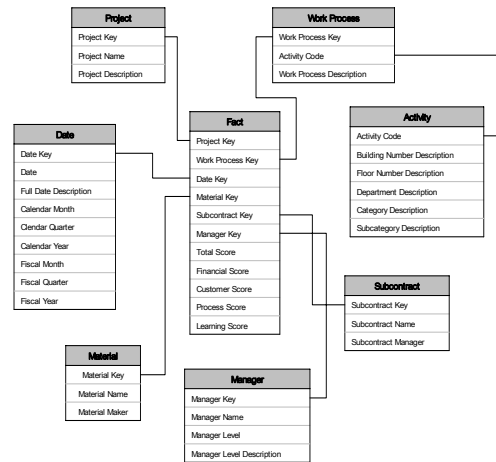 Project
Project Key
Project Name
Project Description
Work Process
Work Process Key
Activity Code
Work Process Description
Fact
Project Key
Work Process Key
Date Key
Material Key
Subcontract Key
Manager Key
Total Score
Financial Score
Customer Score
Process Score
Learning Score
Date
Date Key
Date
Full Date Description
Calendar Month
Clendar Quarter
Calendar Year
Fiscal Month
Fiscal Quarter
Fiscal Year
Activity
Activity Code
Building Number Description
Floor Number Description
Department Description
Category Description
Subcategory Description
Subcontract
Subcontract Key
Subcontract Name
Subcontract Manager
Material
Material Key
Material Name
Material Maker
Manager
Manager Key
Manager Name
Manager Level
Manager Level Description